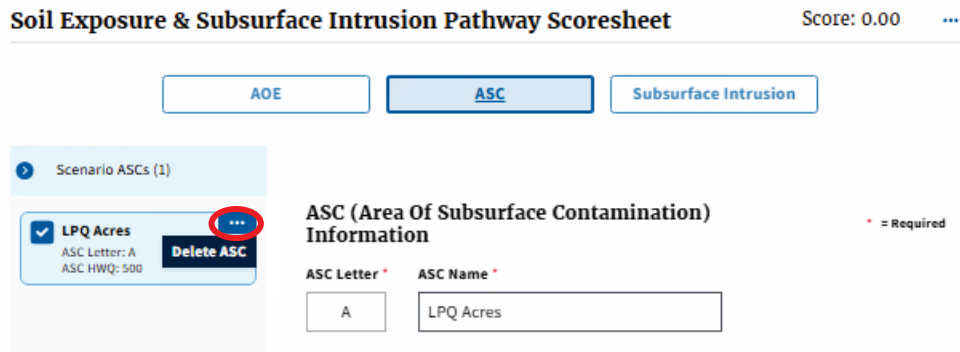 Soil Exposure & Subsurface Intrusion Pathway Scoresheet
Score: 0.00
...
AOE
ASC
Subsurface Intrusion
Scenario ASCs (1)
...
LPQ Acres
ASC Letter: A
ASC HWQ: 500
Delete ASC
ASC (Area Of Subsurface Contamination)
Information
* = Required
ASC Letter *
ASC Name *
A
LPQ Acres